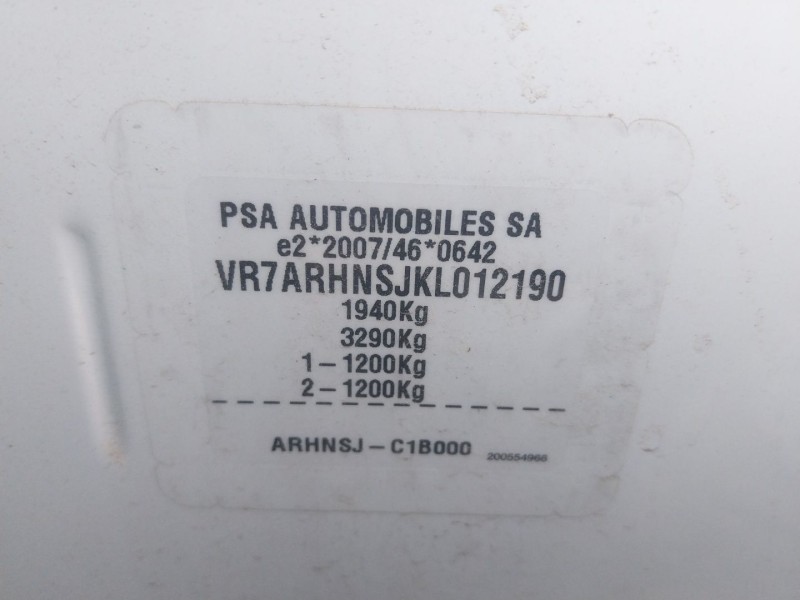 PSA AUTOMOBILES SA
e2*2007/46*0642
VR7ARHNSJKL012190
1940Kg
3290Kg
1-1200Kg
2-1200Kg
ARHNSJ-C1B000 200554966